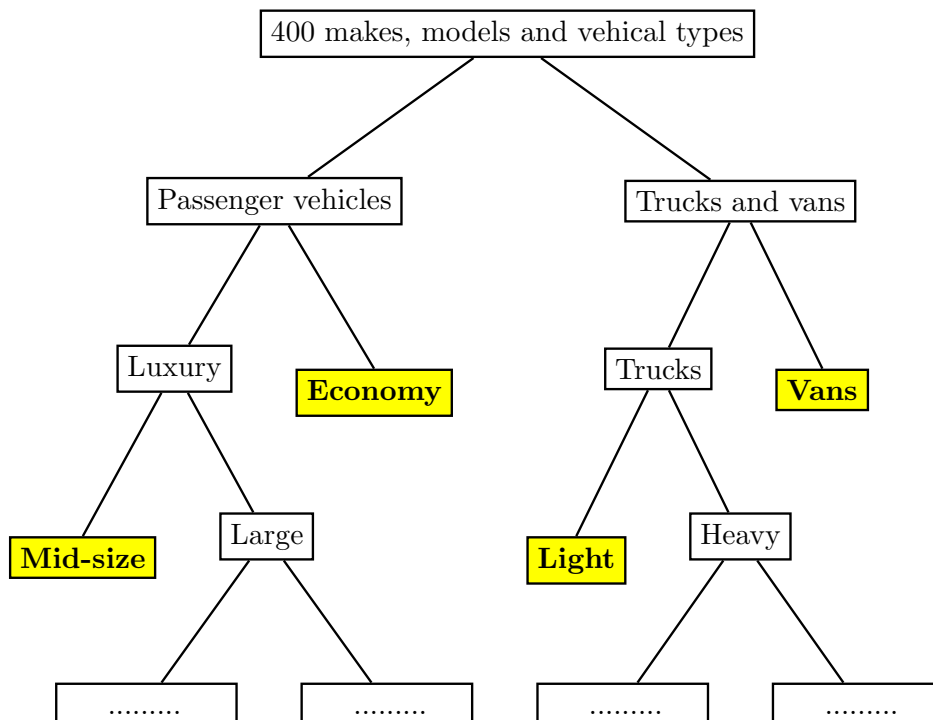 400 makes, models and vehical types
Passenger vehicles
Trucks and vans
Luxury
Economy
Trucks
Vans
Mid-size
Large
Light
Heavy
.........
.........
.........
.........